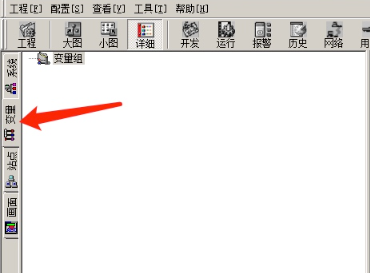 工程[P] 配置[S] 查看[V] 工具[T] 帮助[H]
工程 大图 小图 详细 开发 运行 报警 历史 网络
变量组
系统
变量
站点
画面